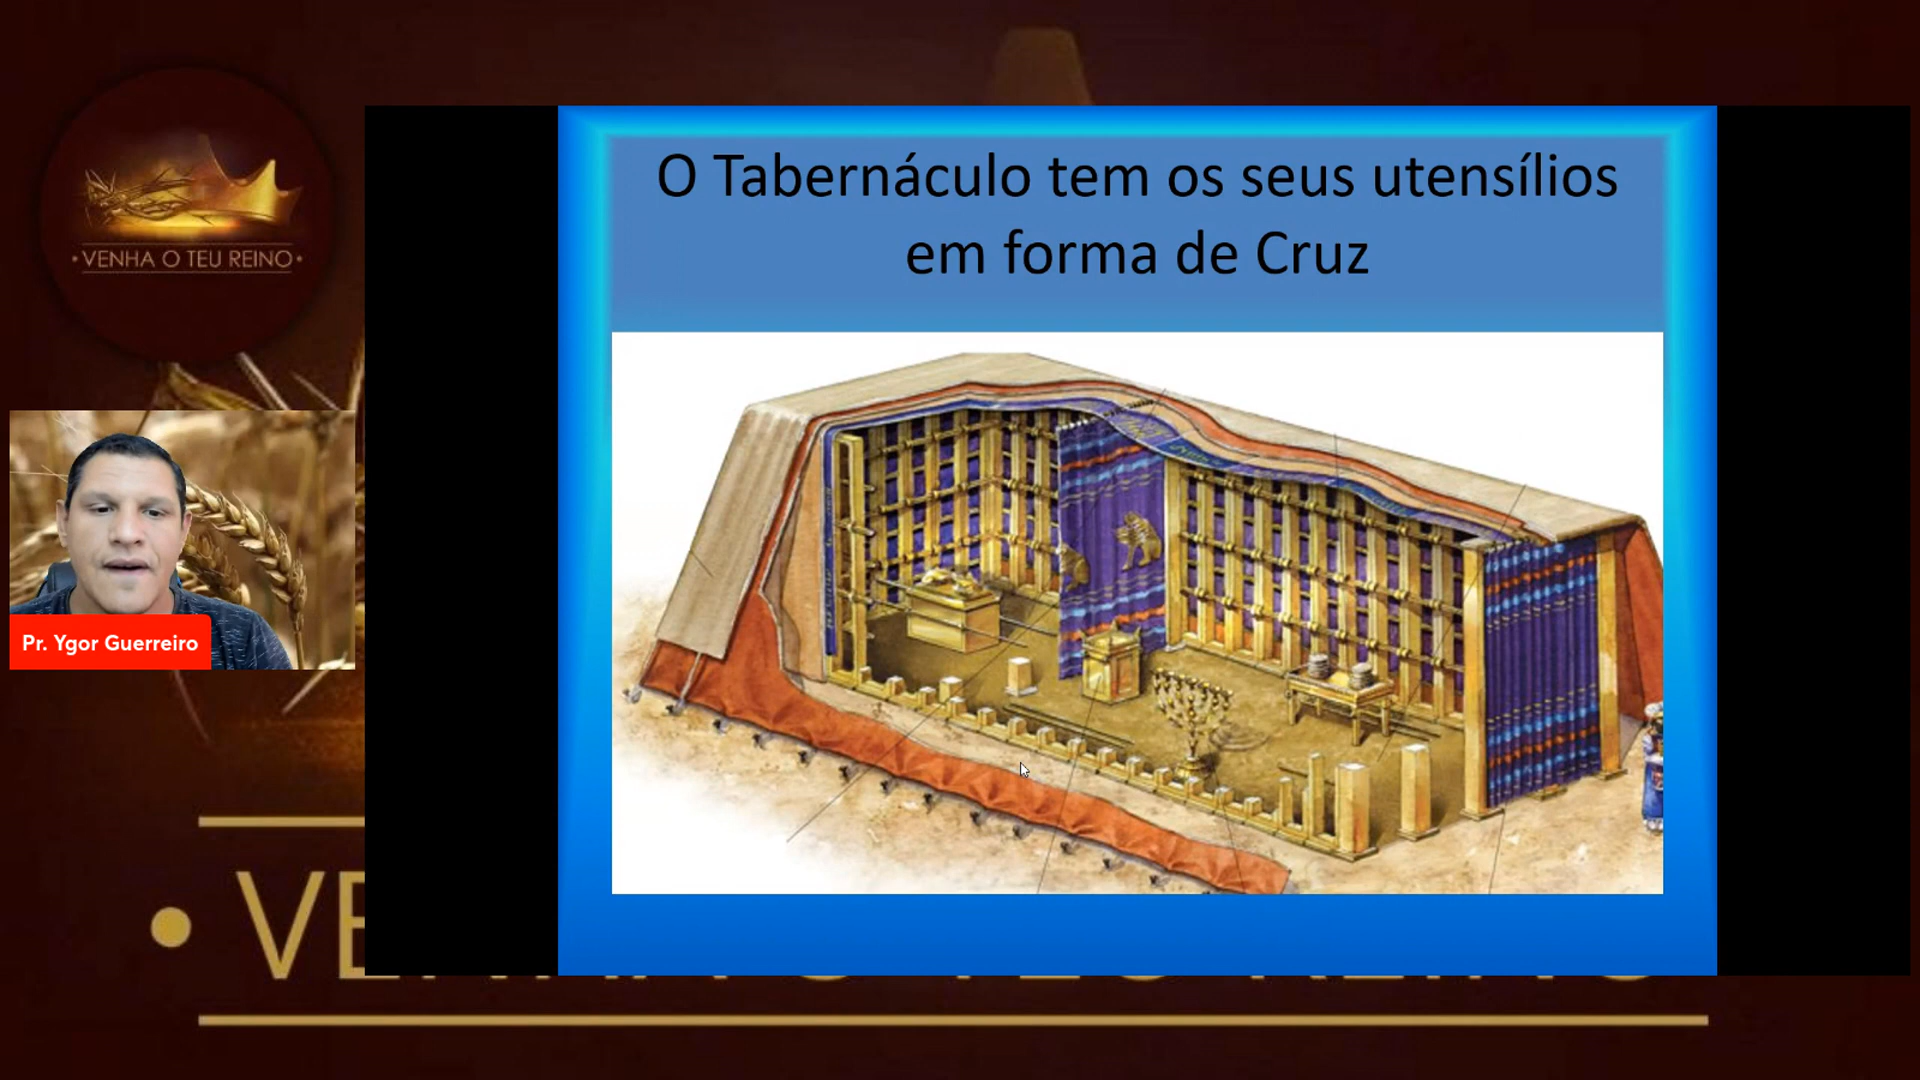 O Tabernáculo tem os seus utensílios
em forma de Cruz
•VENHA O TEU REINO•
Pr. Ygor Guerreiro